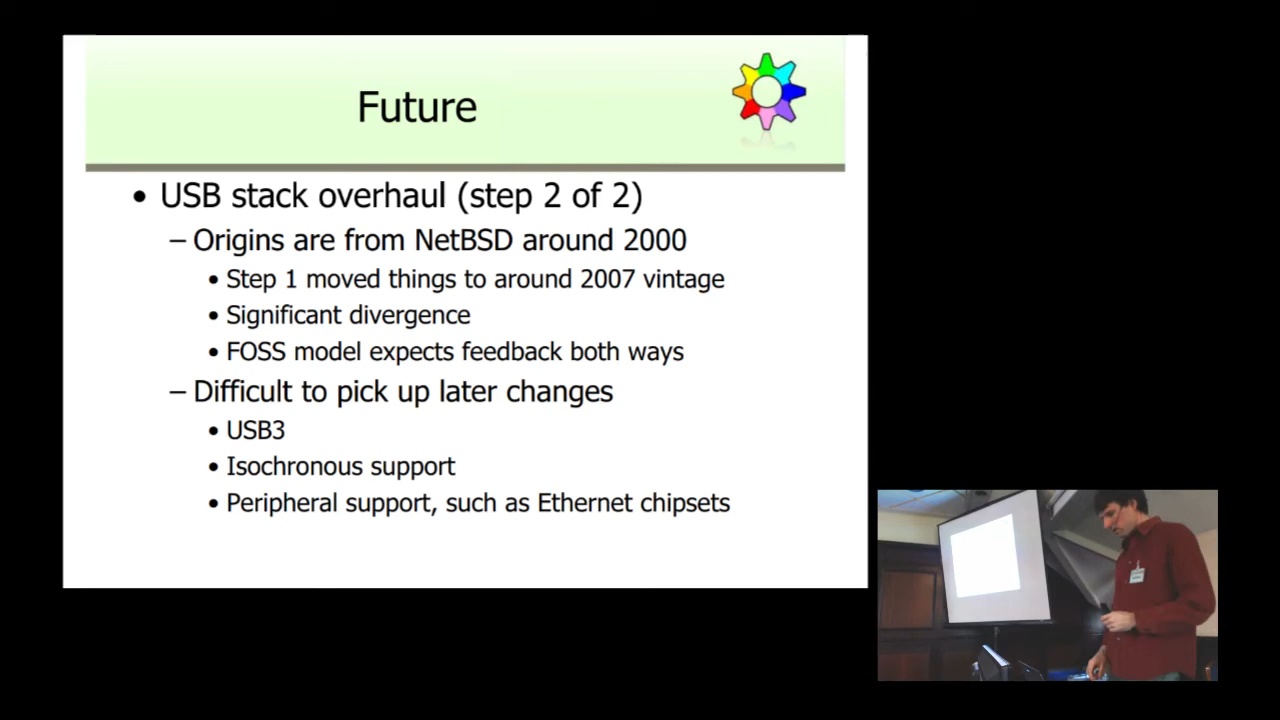 Future
• USB stack overhaul (step 2 of 2)
– Origins are from NetBSD around 2000
• Step 1 moved things to around 2007 vintage
• Significant divergence
• FOSS model expects feedback both ways
– Difficult to pick up later changes
• USB3
• Isochronous support
• Peripheral support, such as Ethernet chipsets